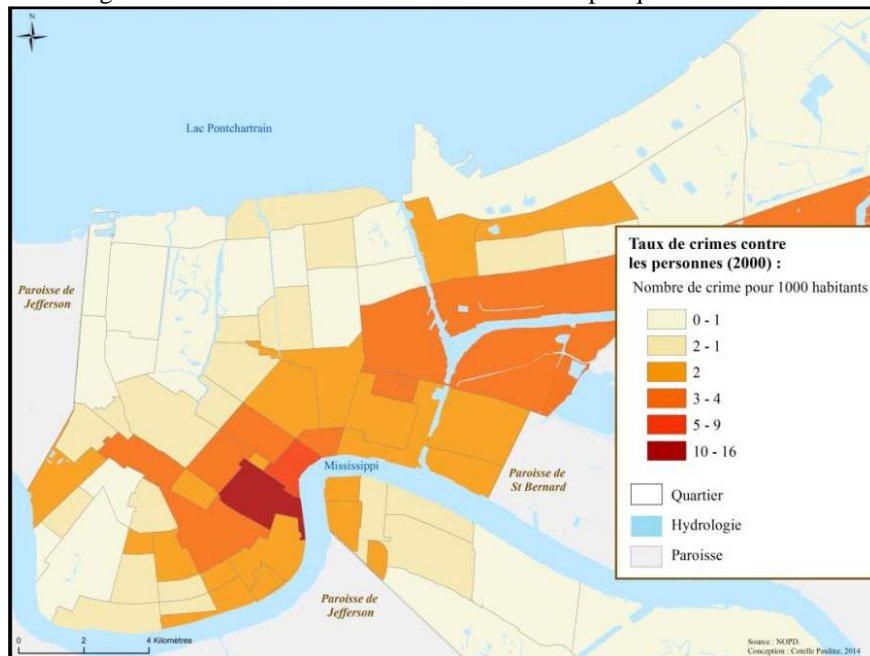 N
Lac Pontchartrain
Paroisse de
Jefferson
Mississippi
Paroisse de
St Bernard
Paroisse de
Jefferson
Taux de crimes contre
les personnes (2000) :
Nombre de crime pour 1000 habitants
0 - 1
2 - 1
2
3 - 4
5 - 9
10 - 16
Quartier
Hydrologie
Paroisse
0 2 4 Kilomètres
Source : NOPD.
Conception : Cotelle Pauline, 2014